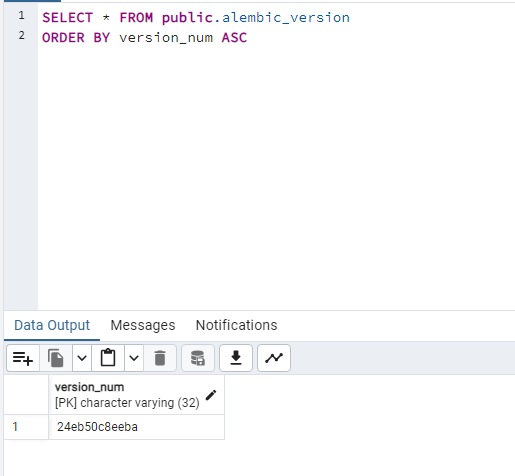 1 SELECT * FROM public.alembic_version
2 ORDER BY version_num ASC
Data Output Messages Notifications
version_num
[PK] character varying (32)
1 24eb50c8eeba